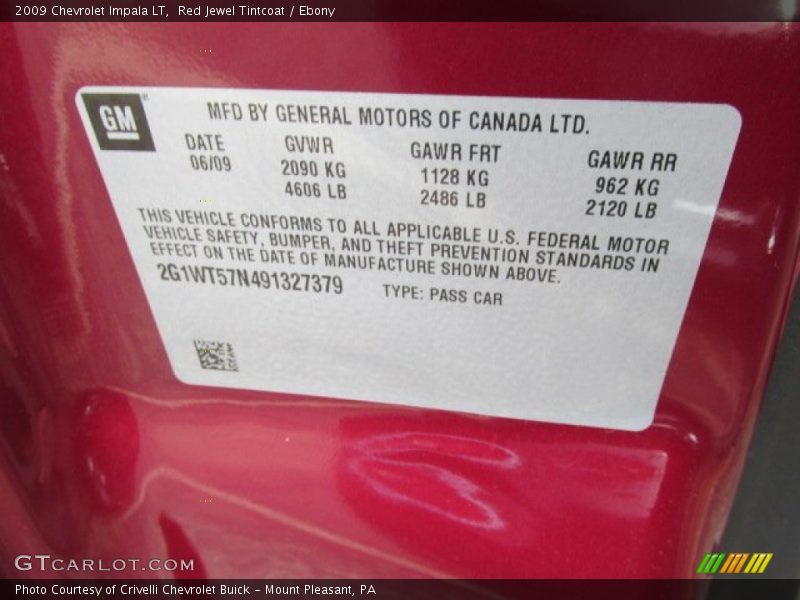 2009 Chevrolet Impala LT, Red Jewel Tintcoat / Ebony
GM
MFD BY GENERAL MOTORS OF CANADA LTD.
DATE GVWR GAWR FRT GAWR RR
06/09 2090 KG 1128 KG 962 KG
4606 LB 2486 LB 2120 LB
THIS VEHICLE CONFORMS TO ALL APPLICABLE U.S. FEDERAL MOTOR
VEHICLE SAFETY, BUMPER, AND THEFT PREVENTION STANDARDS IN
EFFECT ON THE DATE OF MANUFACTURE SHOWN ABOVE.
2G1WT57N491327379 TYPE: PASS CAR
GTCARLOT.COM
Photo Courtesy of Crivelli Chevrolet Buick - Mount Pleasant, PA